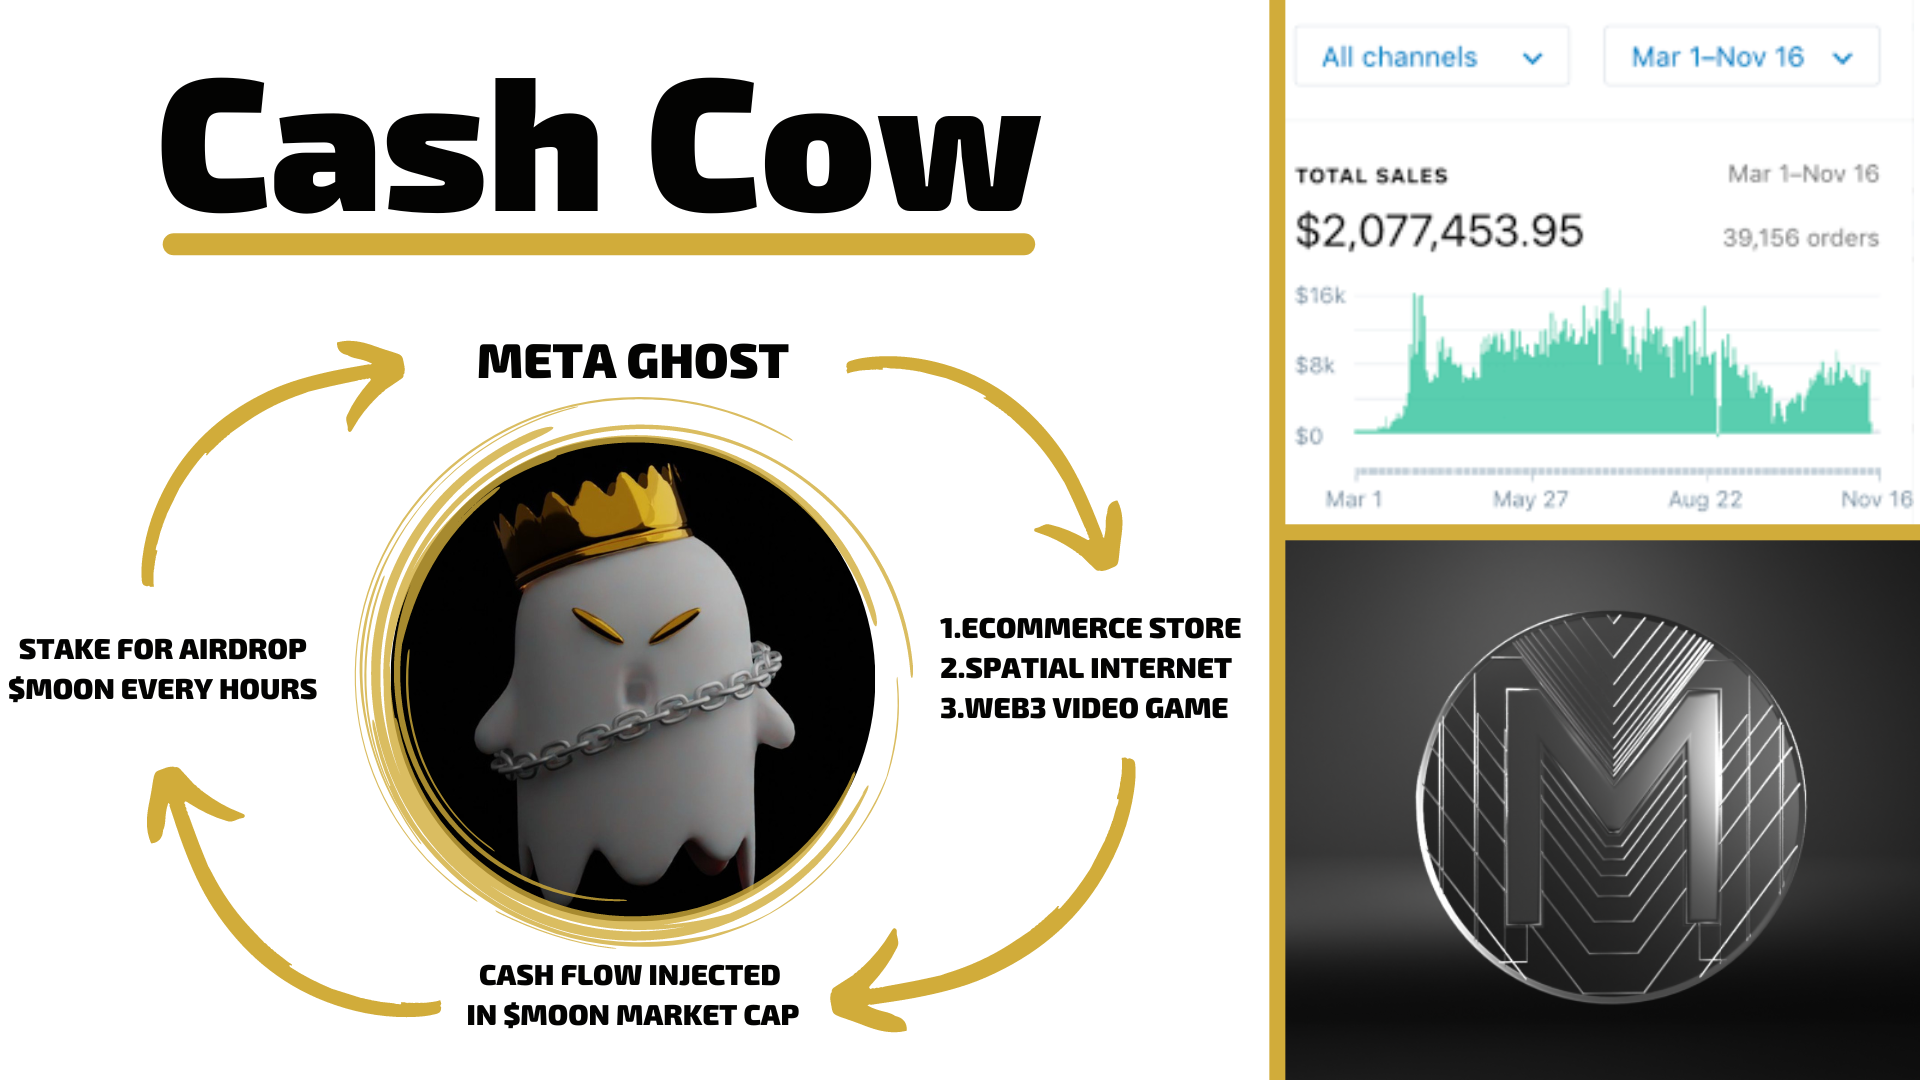 Cash Cow
META GHOST
STAKE FOR AIRDROP
$MOON EVERY HOURS
1.ECOMMERCE STORE
2.SPATIAL INTERNET
3.WEB3 VIDEO GAME
CASH FLOW INJECTED
IN $MOON MARKET CAP
All channels
Mar 1–Nov 16
TOTAL SALES
Mar 1–Nov 16
$2,077,453.95
39,156 orders
$16k
$8k
$0
Mar 1
May 27
Aug 22
Nov 16
M